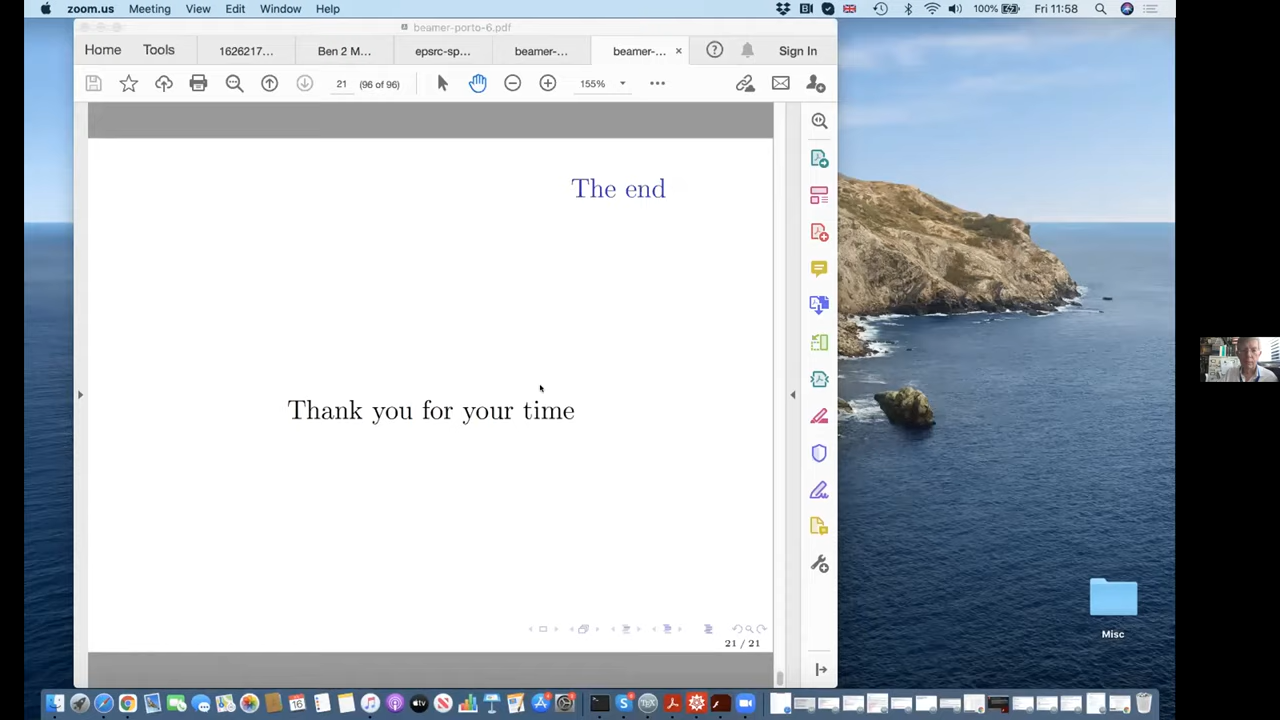 zoom.us Meeting View Edit Window Help 100% Fri 11:58
beamer-porto-6.pdf
Home Tools 1626217... Ben 2 M... epsrc-sp... beamer-... beamer-... Sign In
21 (96 of 96) 155%
The end
Thank you for your time
21 / 21
Misc